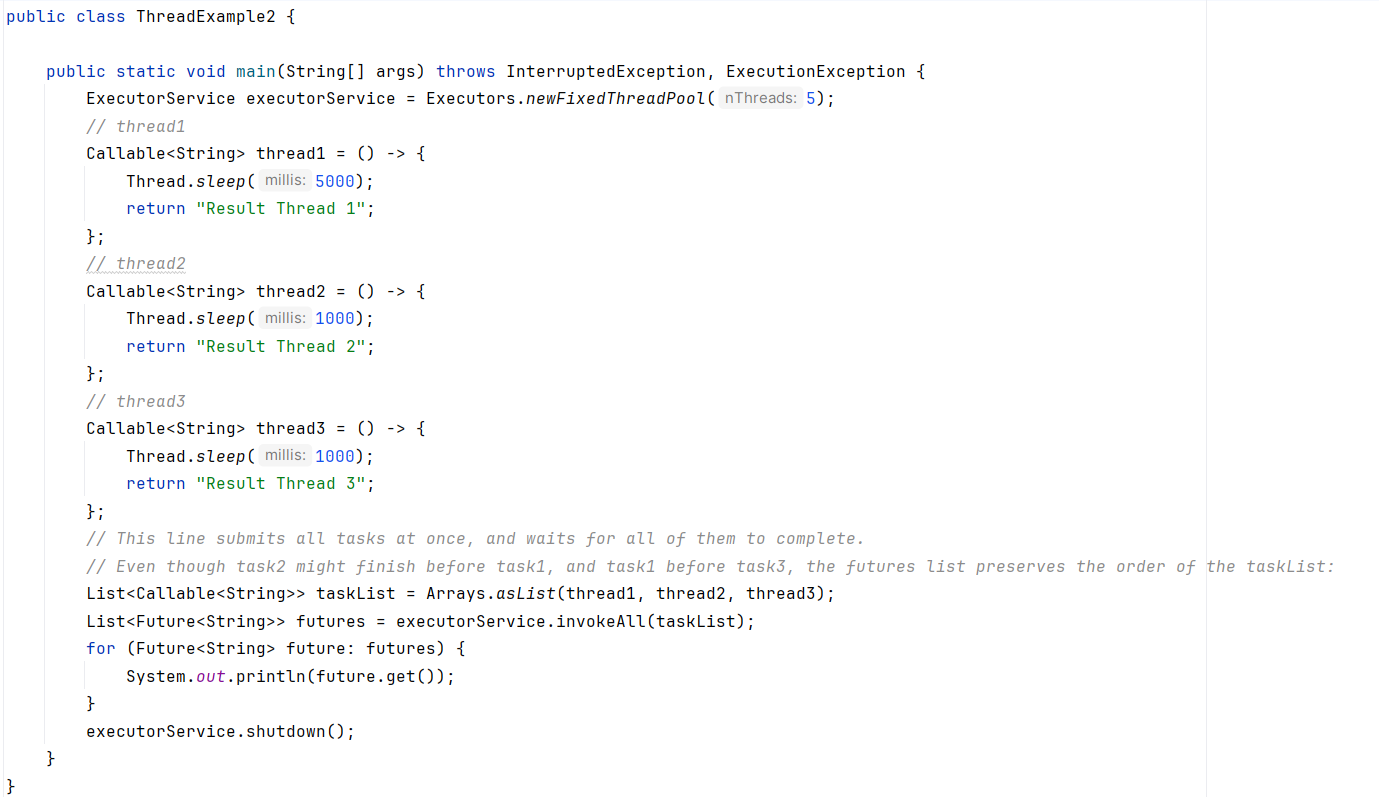 public class ThreadExample2 {
public static void main(String[] args) throws InterruptedException, ExecutionException {
ExecutorService executorService = Executors.newFixedThreadPool( nThreads: 5);
// thread1
Callable<String> thread1 = () -> {
Thread.sleep( millis: 5000);
return "Result Thread 1";
};
// thread2
Callable<String> thread2 = () -> {
Thread.sleep( millis: 1000);
return "Result Thread 2";
};
// thread3
Callable<String> thread3 = () -> {
Thread.sleep( millis: 1000);
return "Result Thread 3";
};
// This line submits all tasks at once, and waits for all of them to complete.
// Even though task2 might finish before task1, and task1 before task3, the futures list preserves the order of the taskList:
List<Callable<String>> taskList = Arrays.asList(thread1, thread2, thread3);
List<Future<String>> futures = executorService.invokeAll(taskList);
for (Future<String> future: futures) {
System.out.println(future.get());
}
executorService.shutdown();
}
}